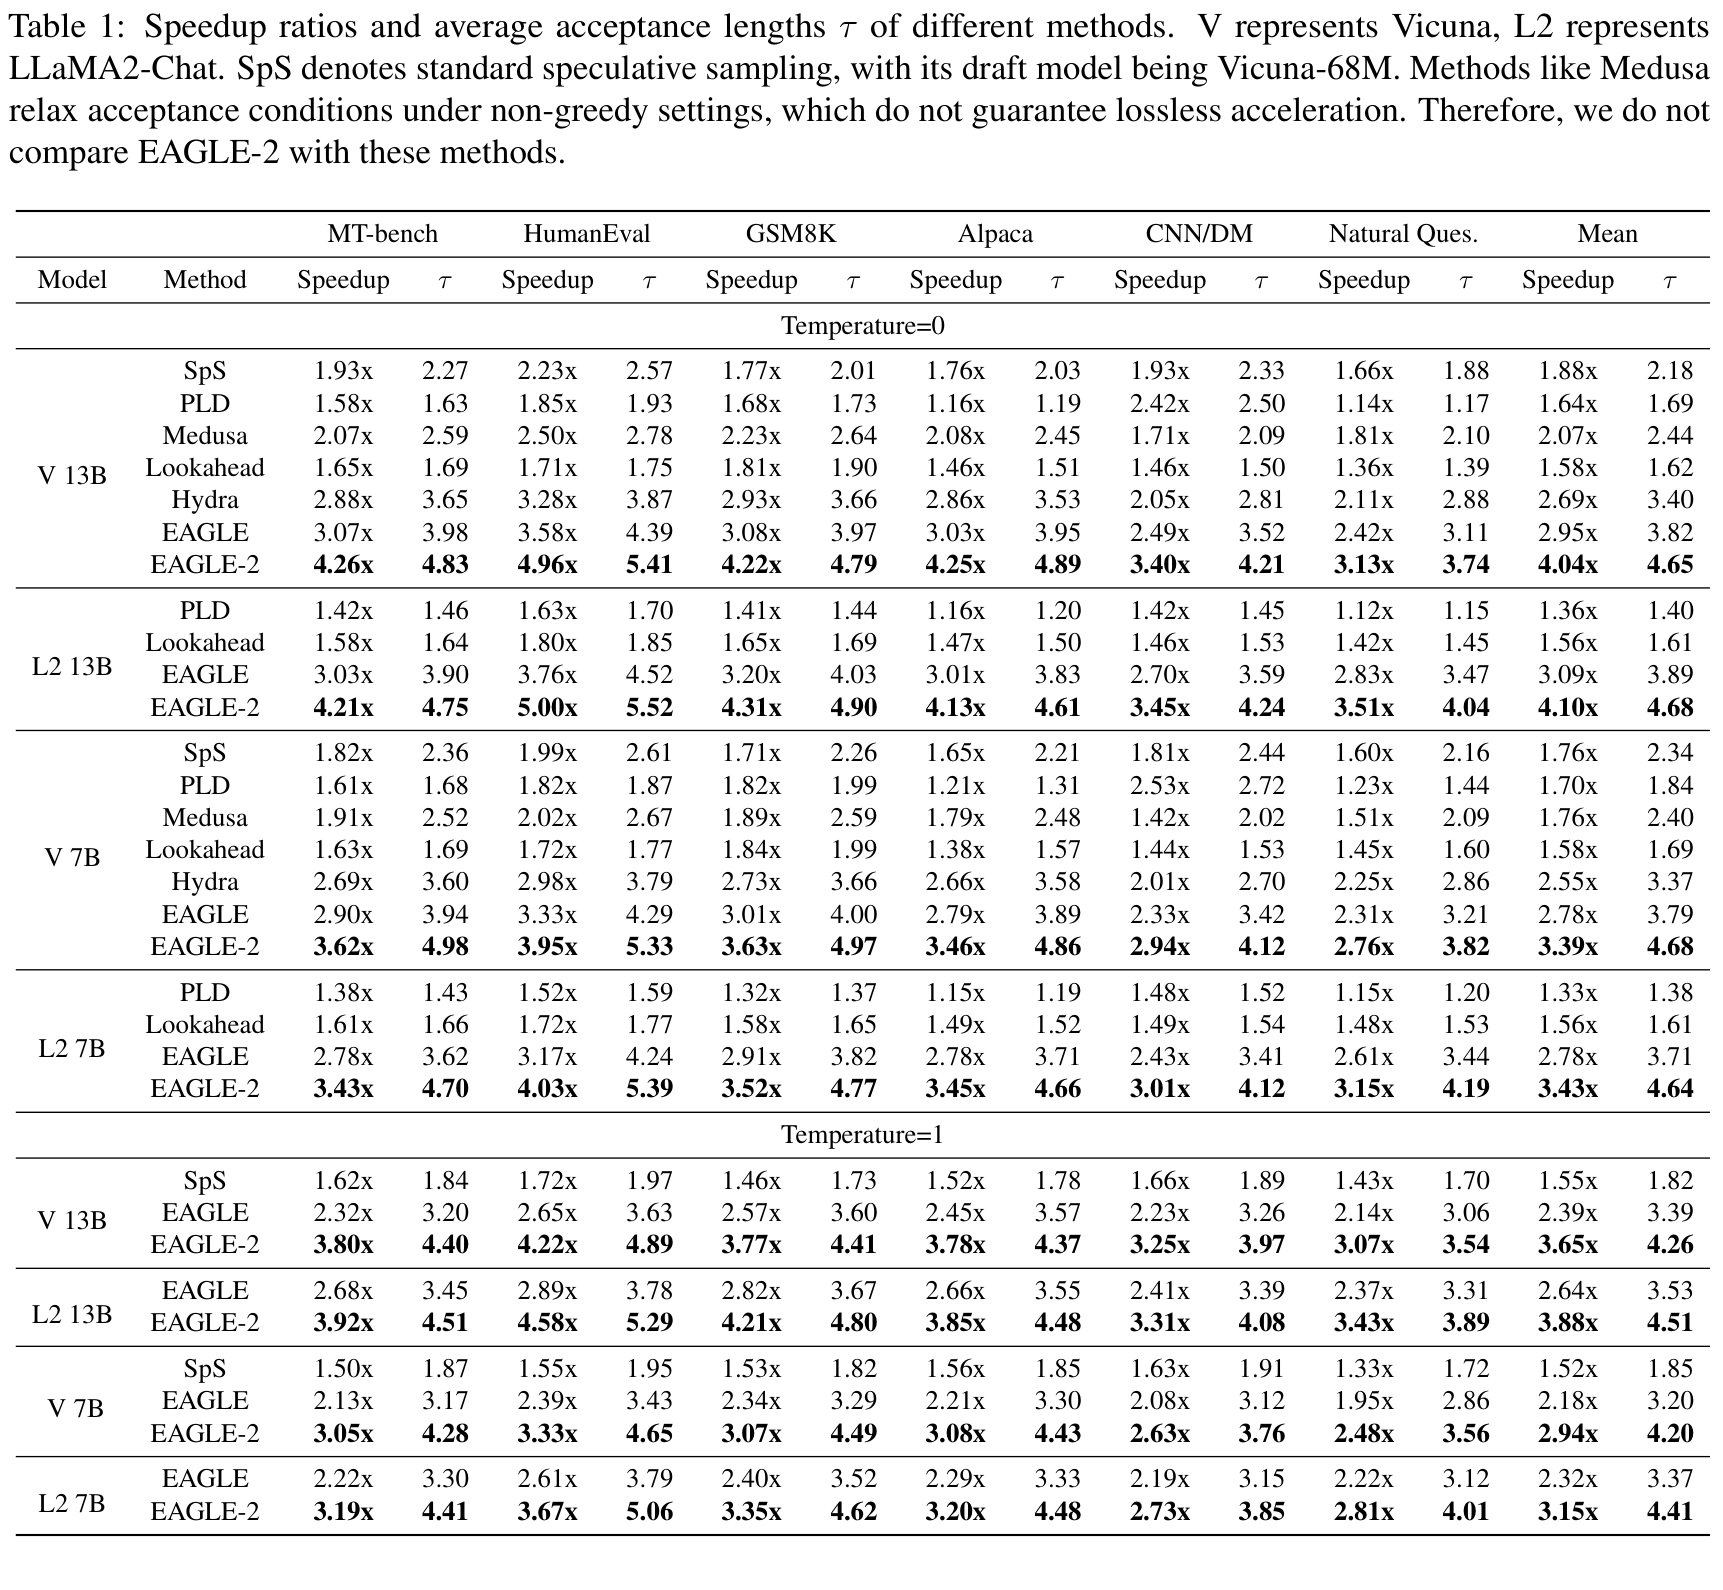 Table 1: Speedup ratios and average acceptance lengths τ of different methods. V represents Vicuna, L2 represents
LLaMA2-Chat. SpS denotes standard speculative sampling, with its draft model being Vicuna-68M. Methods like Medusa
relax acceptance conditions under non-greedy settings, which do not guarantee lossless acceleration. Therefore, we do not
compare EAGLE-2 with these methods.
MT-bench HumanEval GSM8K Alpaca CNN/DM Natural Ques. Mean
Model Method Speedup τ Speedup τ Speedup τ Speedup τ Speedup τ Speedup τ Speedup τ
Temperature=0
SpS 1.93x 2.27 2.23x 2.57 1.77x 2.01 1.76x 2.03 1.93x 2.33 1.66x 1.88 1.88x 2.18
PLD 1.58x 1.63 1.85x 1.93 1.68x 1.73 1.16x 1.19 2.42x 2.50 1.14x 1.17 1.64x 1.69
Medusa 2.07x 2.59 2.50x 2.78 2.23x 2.64 2.08x 2.45 1.71x 2.09 1.81x 2.10 2.07x 2.44
V 13B Lookahead 1.65x 1.69 1.71x 1.75 1.81x 1.90 1.46x 1.51 1.46x 1.50 1.36x 1.39 1.58x 1.62
Hydra 2.88x 3.65 3.28x 3.87 2.93x 3.66 2.86x 3.53 2.05x 2.81 2.11x 2.88 2.69x 3.40
EAGLE 3.07x 3.98 3.58x 4.39 3.08x 3.97 3.03x 3.95 2.49x 3.52 2.42x 3.11 2.95x 3.82
EAGLE-2 4.26x 4.83 4.96x 5.41 4.22x 4.79 4.25x 4.89 3.40x 4.21 3.13x 3.74 4.04x 4.65
PLD 1.42x 1.46 1.63x 1.70 1.41x 1.44 1.16x 1.20 1.42x 1.45 1.12x 1.15 1.36x 1.40
Lookahead 1.58x 1.64 1.80x 1.85 1.65x 1.69 1.47x 1.50 1.46x 1.53 1.42x 1.45 1.56x 1.61
L2 13B EAGLE 3.03x 3.90 3.76x 4.52 3.20x 4.03 3.01x 3.83 2.70x 3.59 2.83x 3.47 3.09x 3.89
EAGLE-2 4.21x 4.75 5.00x 5.52 4.31x 4.90 4.13x 4.61 3.45x 4.24 3.51x 4.04 4.10x 4.68
SpS 1.82x 2.36 1.99x 2.61 1.71x 2.26 1.65x 2.21 1.81x 2.44 1.60x 2.16 1.76x 2.34
PLD 1.61x 1.68 1.82x 1.87 1.82x 1.99 1.21x 1.31 2.53x 2.72 1.23x 1.44 1.70x 1.84
Medusa 1.91x 2.52 2.02x 2.67 1.89x 2.59 1.79x 2.48 1.42x 2.02 1.51x 2.09 1.76x 2.40
V 7B Lookahead 1.63x 1.69 1.72x 1.77 1.84x 1.99 1.38x 1.57 1.44x 1.53 1.45x 1.60 1.58x 1.69
Hydra 2.69x 3.60 2.98x 3.79 2.73x 3.66 2.66x 3.58 2.01x 2.70 2.25x 2.86 2.55x 3.37
EAGLE 2.90x 3.94 3.33x 4.29 3.01x 4.00 2.79x 3.89 2.33x 3.42 2.31x 3.21 2.78x 3.79
EAGLE-2 3.62x 4.98 3.95x 5.33 3.63x 4.97 3.46x 4.86 2.94x 4.12 2.76x 3.82 3.39x 4.68
PLD 1.38x 1.43 1.52x 1.59 1.32x 1.37 1.15x 1.19 1.48x 1.52 1.15x 1.20 1.33x 1.38
Lookahead 1.61x 1.66 1.72x 1.77 1.58x 1.65 1.49x 1.52 1.49x 1.54 1.48x 1.53 1.56x 1.61
L2 7B EAGLE 2.78x 3.62 3.17x 4.24 2.91x 3.82 2.78x 3.71 2.43x 3.41 2.61x 3.44 2.78x 3.71
EAGLE-2 3.43x 4.70 4.03x 5.39 3.52x 4.77 3.45x 4.66 3.01x 4.12 3.15x 4.19 3.43x 4.64
Temperature=1
SpS 1.62x 1.84 1.72x 1.97 1.46x 1.73 1.52x 1.78 1.66x 1.89 1.43x 1.70 1.55x 1.82
V 13B EAGLE 2.32x 3.20 2.65x 3.63 2.57x 3.60 2.45x 3.57 2.23x 3.26 2.14x 3.06 2.39x 3.39
EAGLE-2 3.80x 4.40 4.22x 4.89 3.77x 4.41 3.78x 4.37 3.25x 3.97 3.07x 3.54 3.65x 4.26
L2 13B EAGLE 2.68x 3.45 2.89x 3.78 2.82x 3.67 2.66x 3.55 2.41x 3.39 2.37x 3.31 2.64x 3.53
EAGLE-2 3.92x 4.51 4.58x 5.29 4.21x 4.80 3.85x 4.48 3.31x 4.08 3.43x 3.89 3.88x 4.51
SpS 1.50x 1.87 1.55x 1.95 1.53x 1.82 1.56x 1.85 1.63x 1.91 1.33x 1.72 1.52x 1.85
V 7B EAGLE 2.13x 3.17 2.39x 3.43 2.34x 3.29 2.21x 3.30 2.08x 3.12 1.95x 2.86 2.18x 3.20
EAGLE-2 3.05x 4.28 3.33x 4.65 3.07x 4.49 3.08x 4.43 2.63x 3.76 2.48x 3.56 2.94x 4.20
L2 7B EAGLE 2.22x 3.30 2.61x 3.79 2.40x 3.52 2.29x 3.33 2.19x 3.15 2.22x 3.12 2.32x 3.37
EAGLE-2 3.19x 4.41 3.67x 5.06 3.35x 4.62 3.20x 4.48 2.73x 3.85 2.81x 4.01 3.15x 4.41